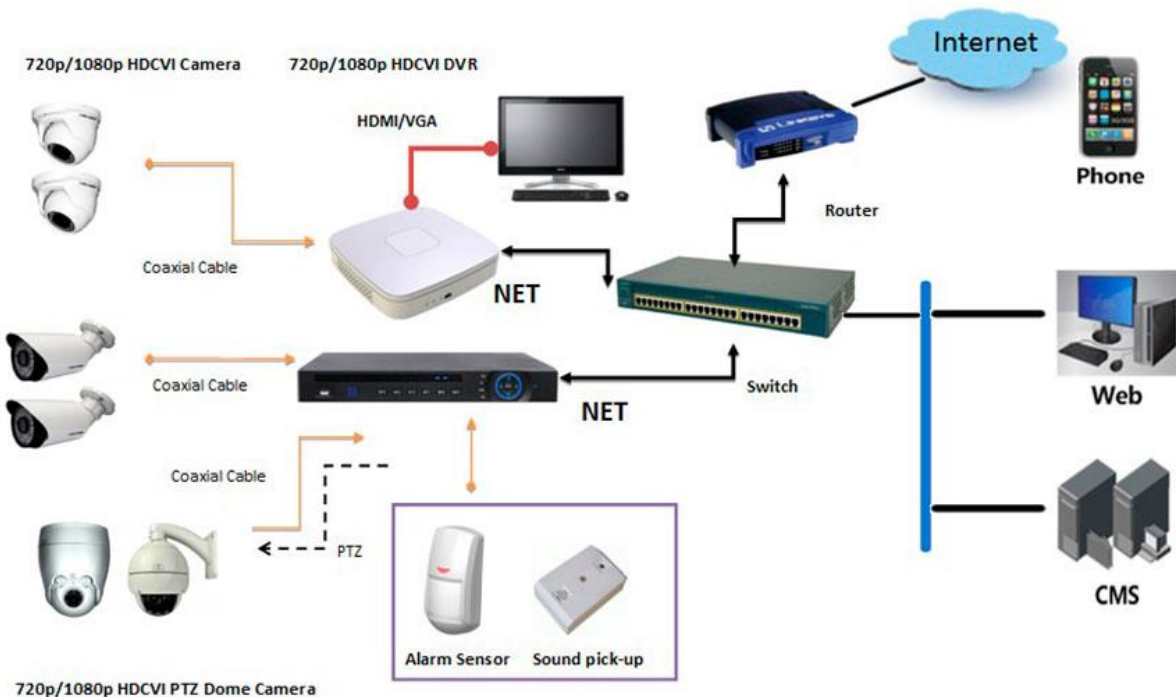 Internet
720p/1080p HDCVI Camera
720p/1080p HDCVI DVR
HDMI/VGA
Linksys
Phone
Router
Coaxial Cable
NET
Coaxial Cable
NET
Switch
Web
Coaxial Cable
PTZ
Alarm Sensor
Sound pick-up
CMS
720p/1080p HDCVI PTZ Dome Camera